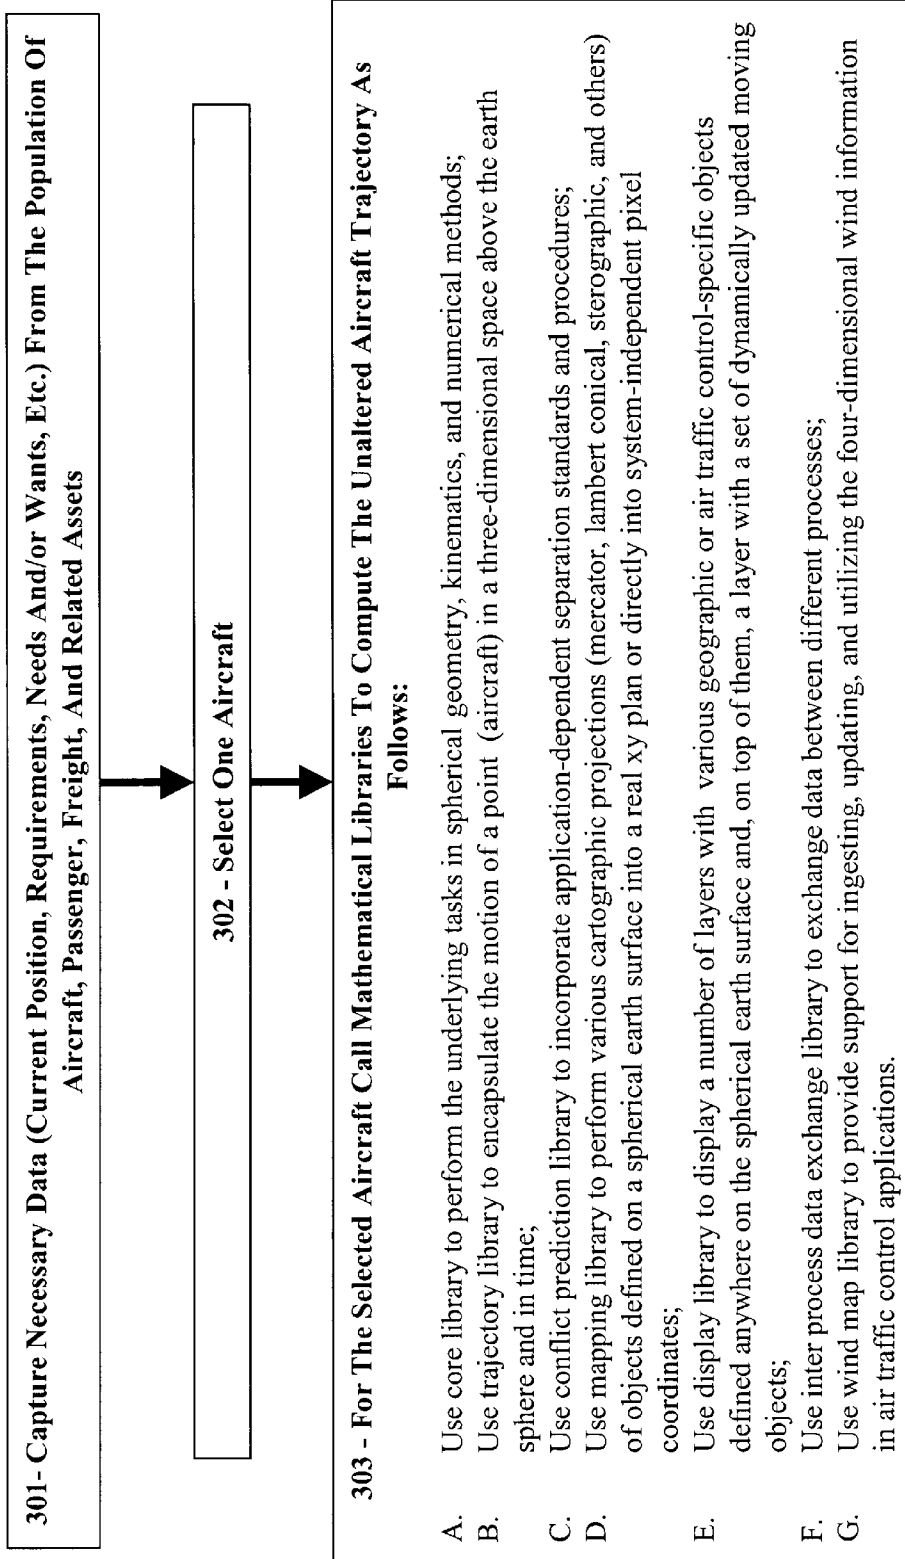 301- Capture Necessary Data (Current Position, Requirements, Needs And/or Wants, Etc.) From The Population Of
Aircraft, Passenger, Freight, And Related Assets
302 - Select One Aircraft
303 - For The Selected Aircraft Call Mathematical Libraries To Compute The Unaltered Aircraft Trajectory As
Follows:
A. Use core library to perform the underlying tasks in spherical geometry, kinematics, and numerical methods;
B. Use trajectory library to encapsulate the motion of a point (aircraft) in a three-dimensional space above the earth
sphere and in time;
C. Use conflict prediction library to incorporate application-dependent separation standards and procedures;
D. Use mapping library to perform various cartographic projections (mercator, lambert conical, sterographic, and others)
of objects defined on a spherical earth surface into a real xy plan or directly into system-independent pixel
coordinates;
E. Use display library to display a number of layers with various geographic or air traffic control-specific objects
defined anywhere on the spherical earth surface and, on top of them, a layer with a set of dynamically updated moving
objects;
F. Use inter process data exchange library to exchange data between different processes;
G. Use wind map library to provide support for ingesting, updating, and utilizing the four-dimensional wind information
in air traffic control applications.